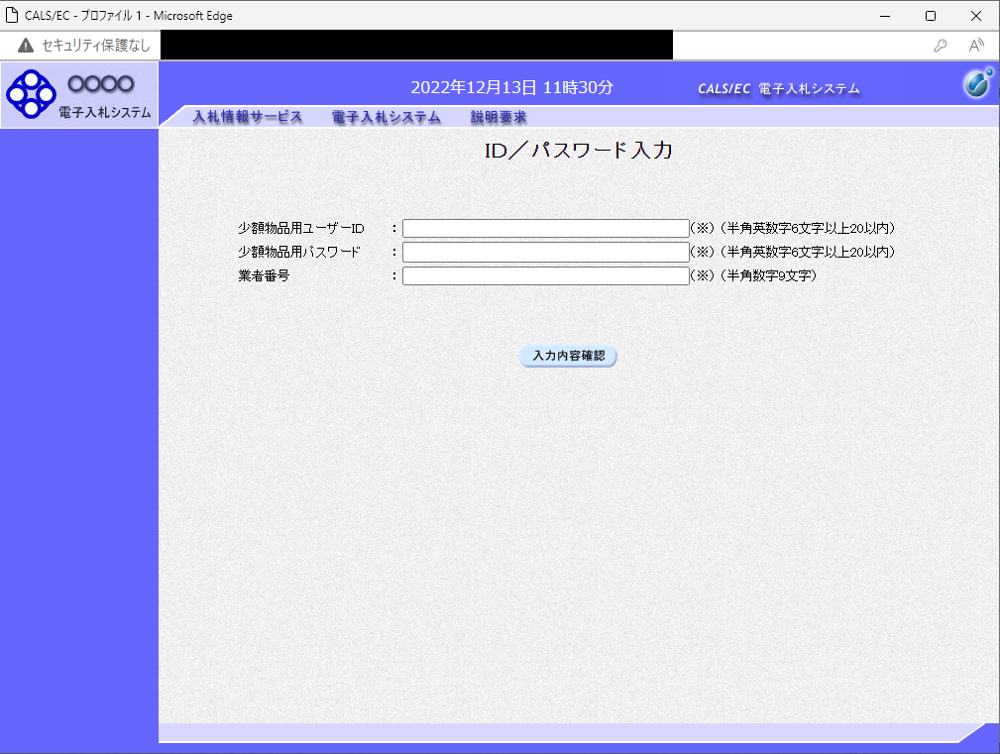 CALS/EC - プロファイル 1 - Microsoft Edge
セキュリティ保護なし
○○○○
電子入札システム
2022年12月13日 11時30分
CALS/EC 電子入札システム
入札情報サービス 電子入札システム 説明要求
ID／パスワード入力
少額物品用ユーザーID ： (※)（半角英数字6文字以上20以内）
少額物品用パスワード ： (※)（半角英数字6文字以上20以内）
業者番号 ： (※)（半角数字9文字）
入力内容確認